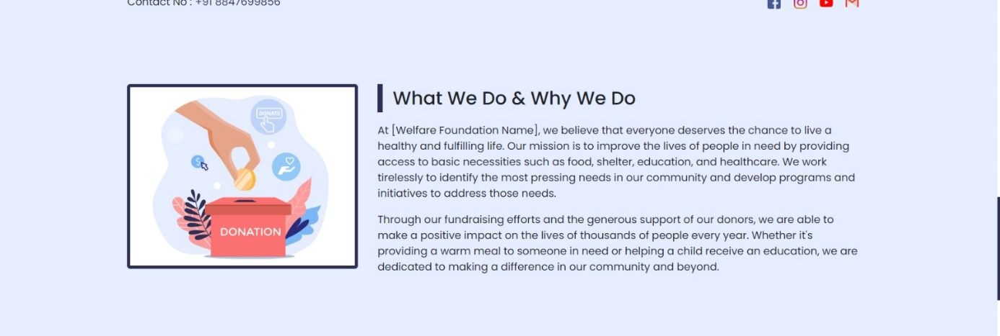 Contact No : +91 8847699856
DONATE
DONATION
What We Do & Why We Do
At [Welfare Foundation Name], we believe that everyone deserves the chance to live a
healthy and fulfilling life. Our mission is to improve the lives of people in need by providing
access to basic necessities such as food, shelter, education, and healthcare. We work
tirelessly to identify the most pressing needs in our community and develop programs and
initiatives to address those needs.
Through our fundraising efforts and the generous support of our donors, we are able to
make a positive impact on the lives of thousands of people every year. Whether it's
providing a warm meal to someone in need or helping a child receive an education, we are
dedicated to making a difference in our community and beyond.